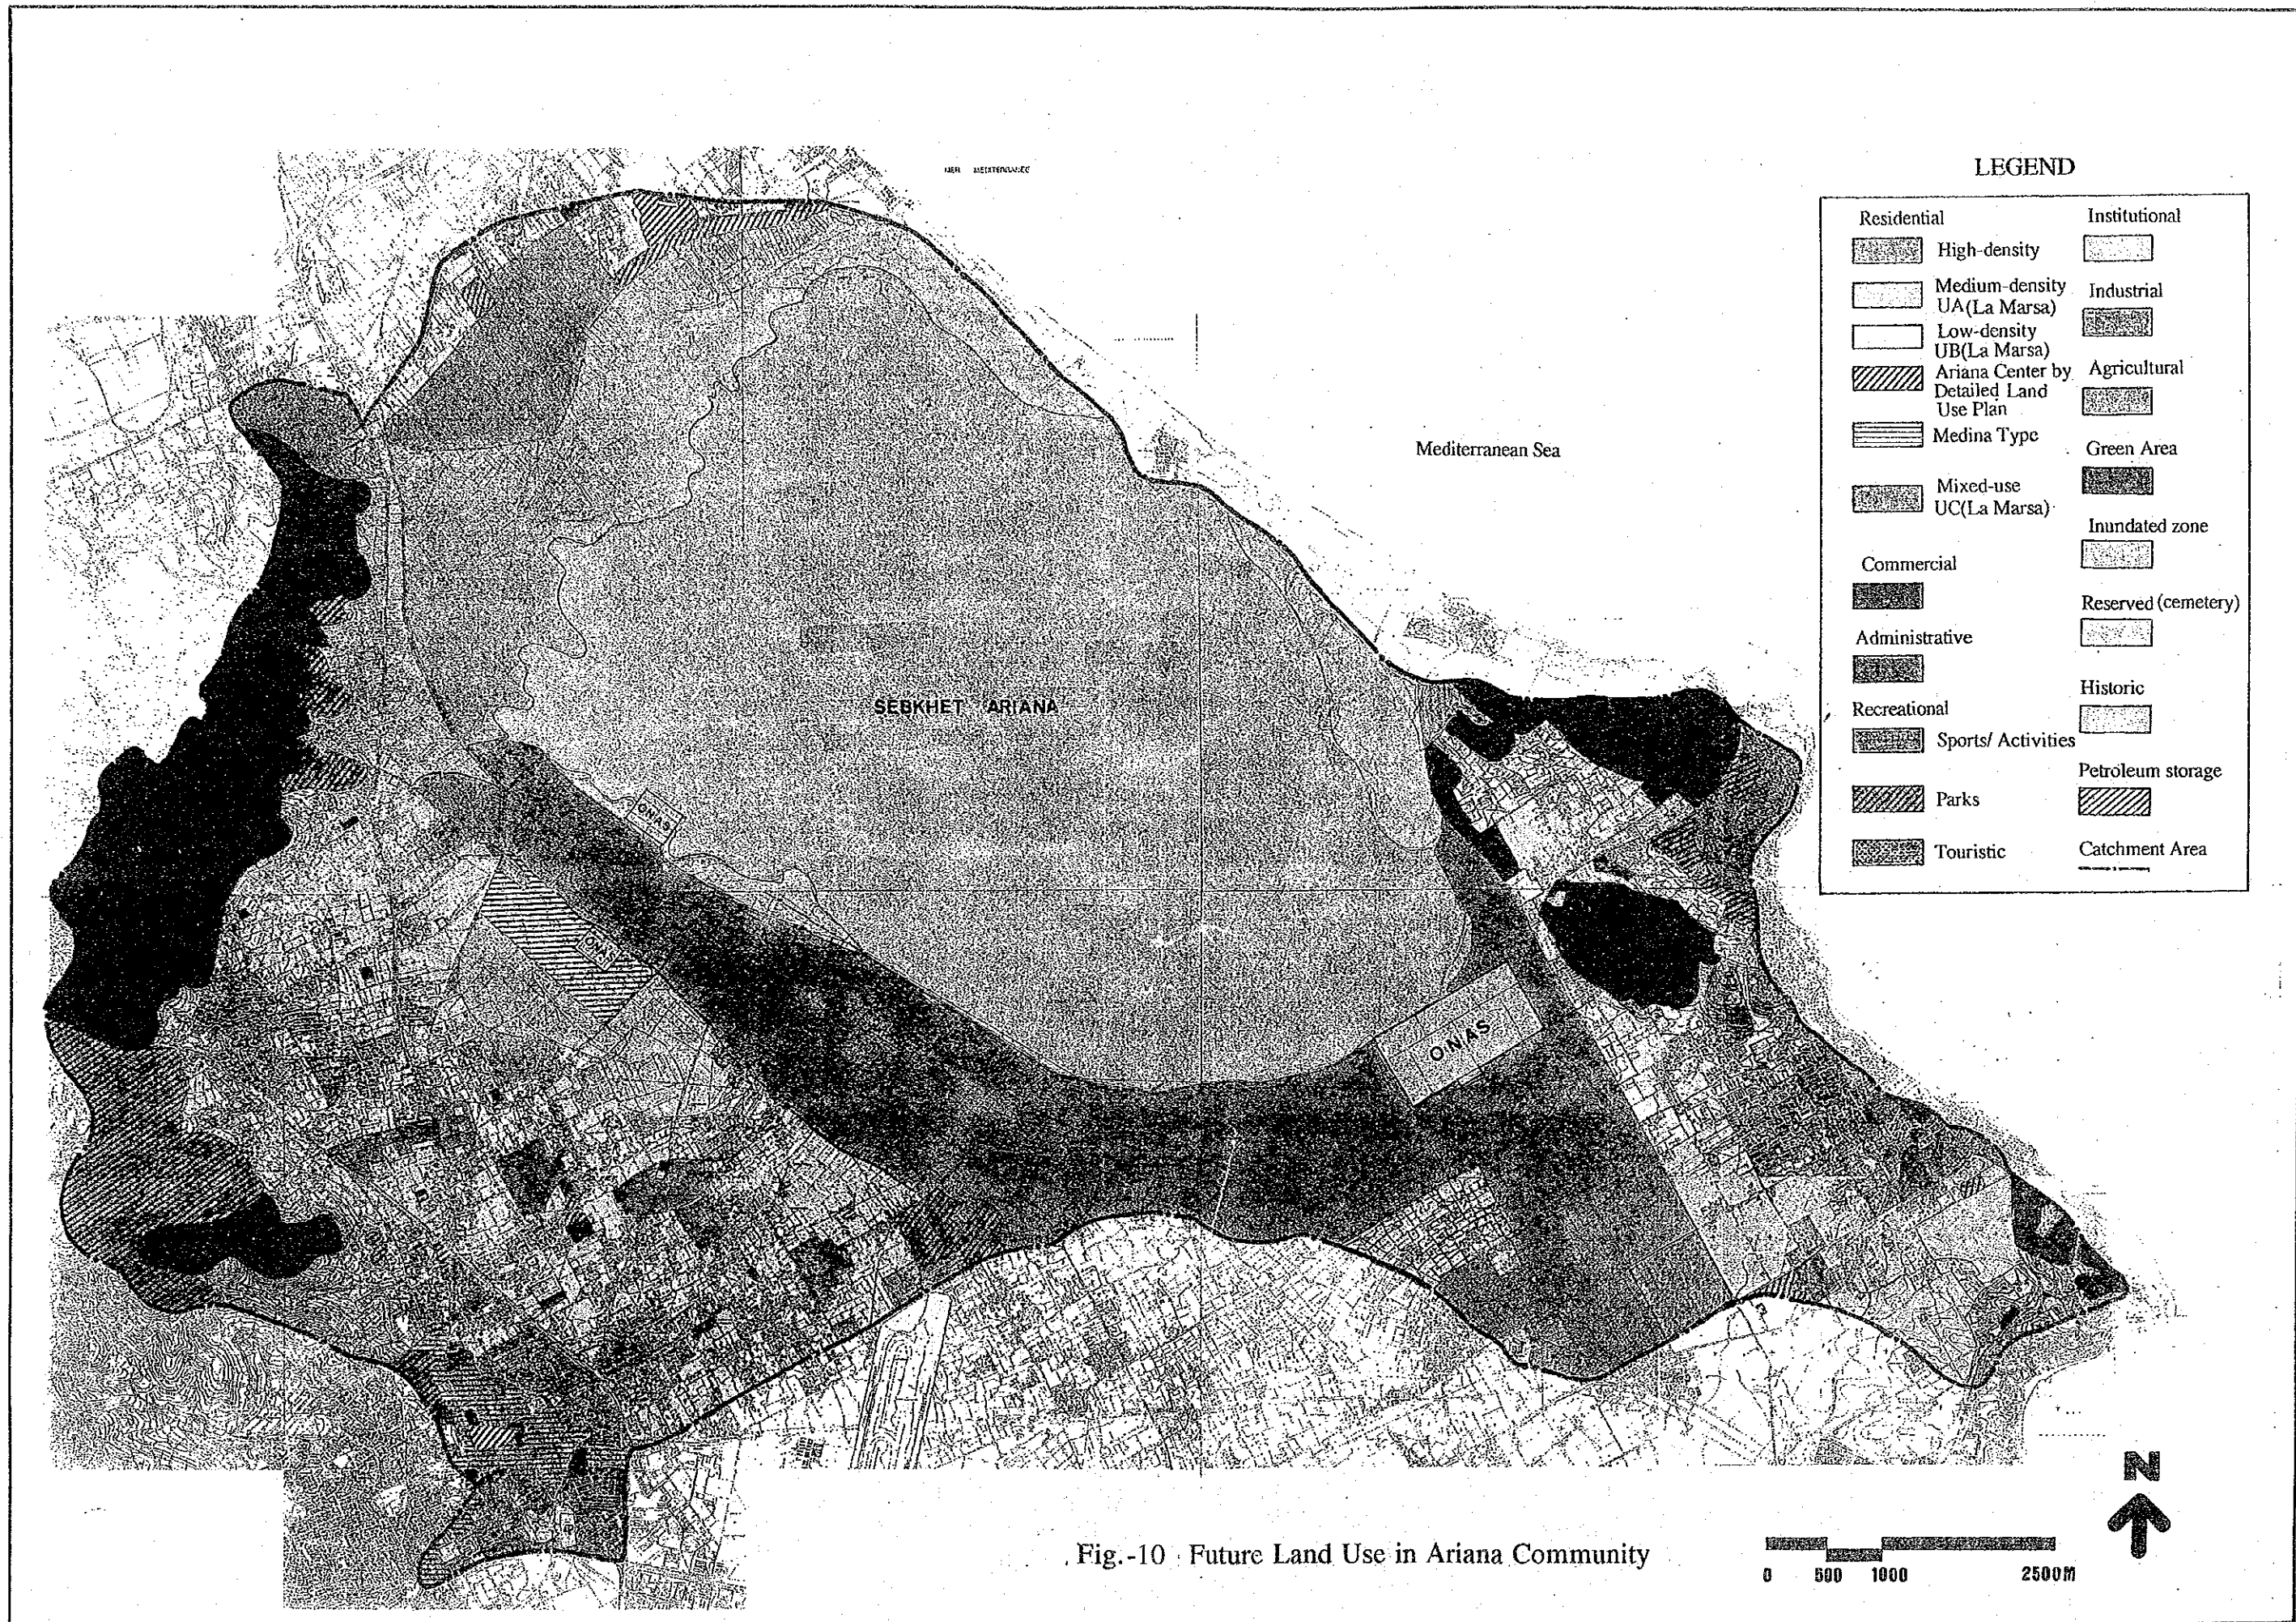 MER MEDITERRANEE
Mediterranean Sea
SEBKHET ARIANA
ONAS
ONAS
ONAS
LEGEND
Residential
High-density
Medium-density
UA(La Marsa)
Low-density
UB(La Marsa)
Ariana Center by
Detailed Land
Use Plan
Medina Type
Mixed-use
UC(La Marsa)
Commercial
Administrative
Recreational
Sports/ Activities
Parks
Touristic
Institutional
Industrial
Agricultural
Green Area
Inundated zone
Reserved (cemetery)
Historic
Petroleum storage
Catchment Area
N
Fig.-10 Future Land Use in Ariana Community
0 500 1000 2500M